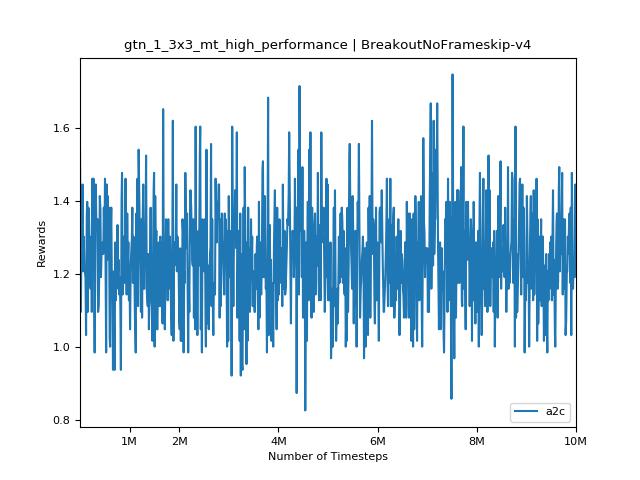 gtn_1_3x3_mt_high_performance | BreakoutNoFrameskip-v4
Rewards
1.6
1.4
1.2
1.0
0.8
a2c
1M 2M 4M 6M 8M 10M
Number of Timesteps